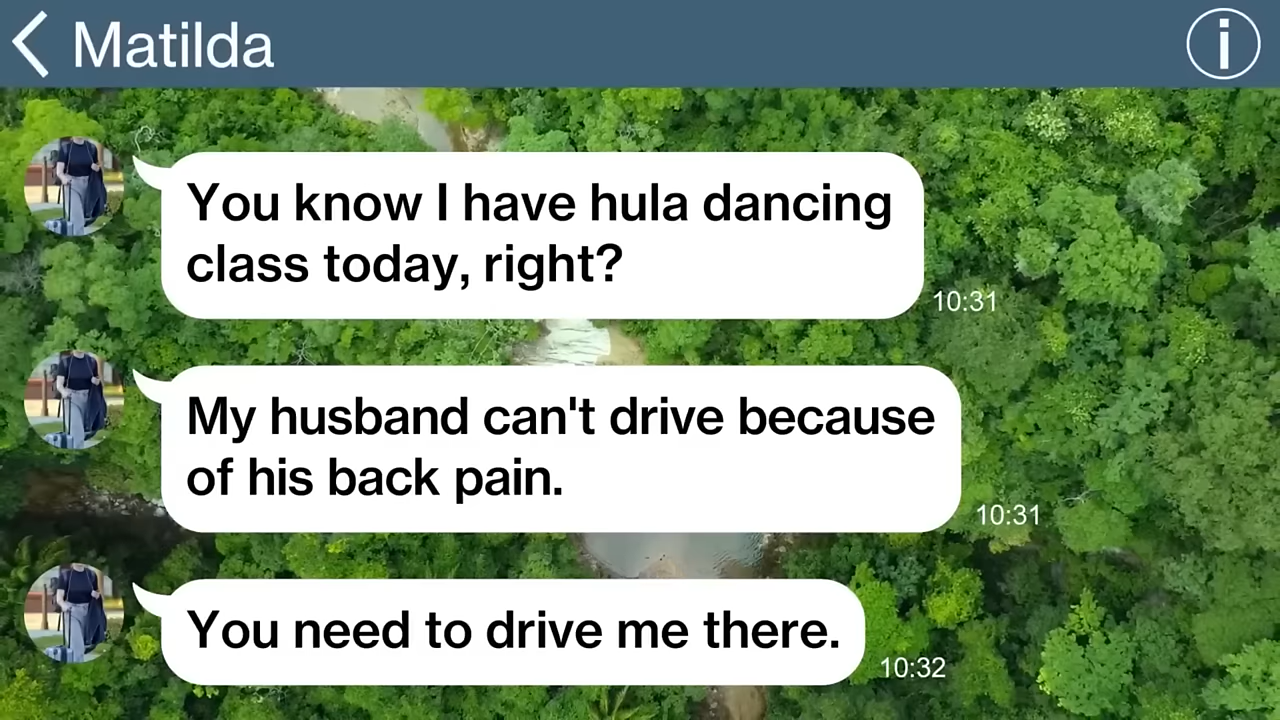 Matilda
You know I have hula dancing
class today, right?
10:31
My husband can't drive because
of his back pain.
10:31
You need to drive me there.
10:32